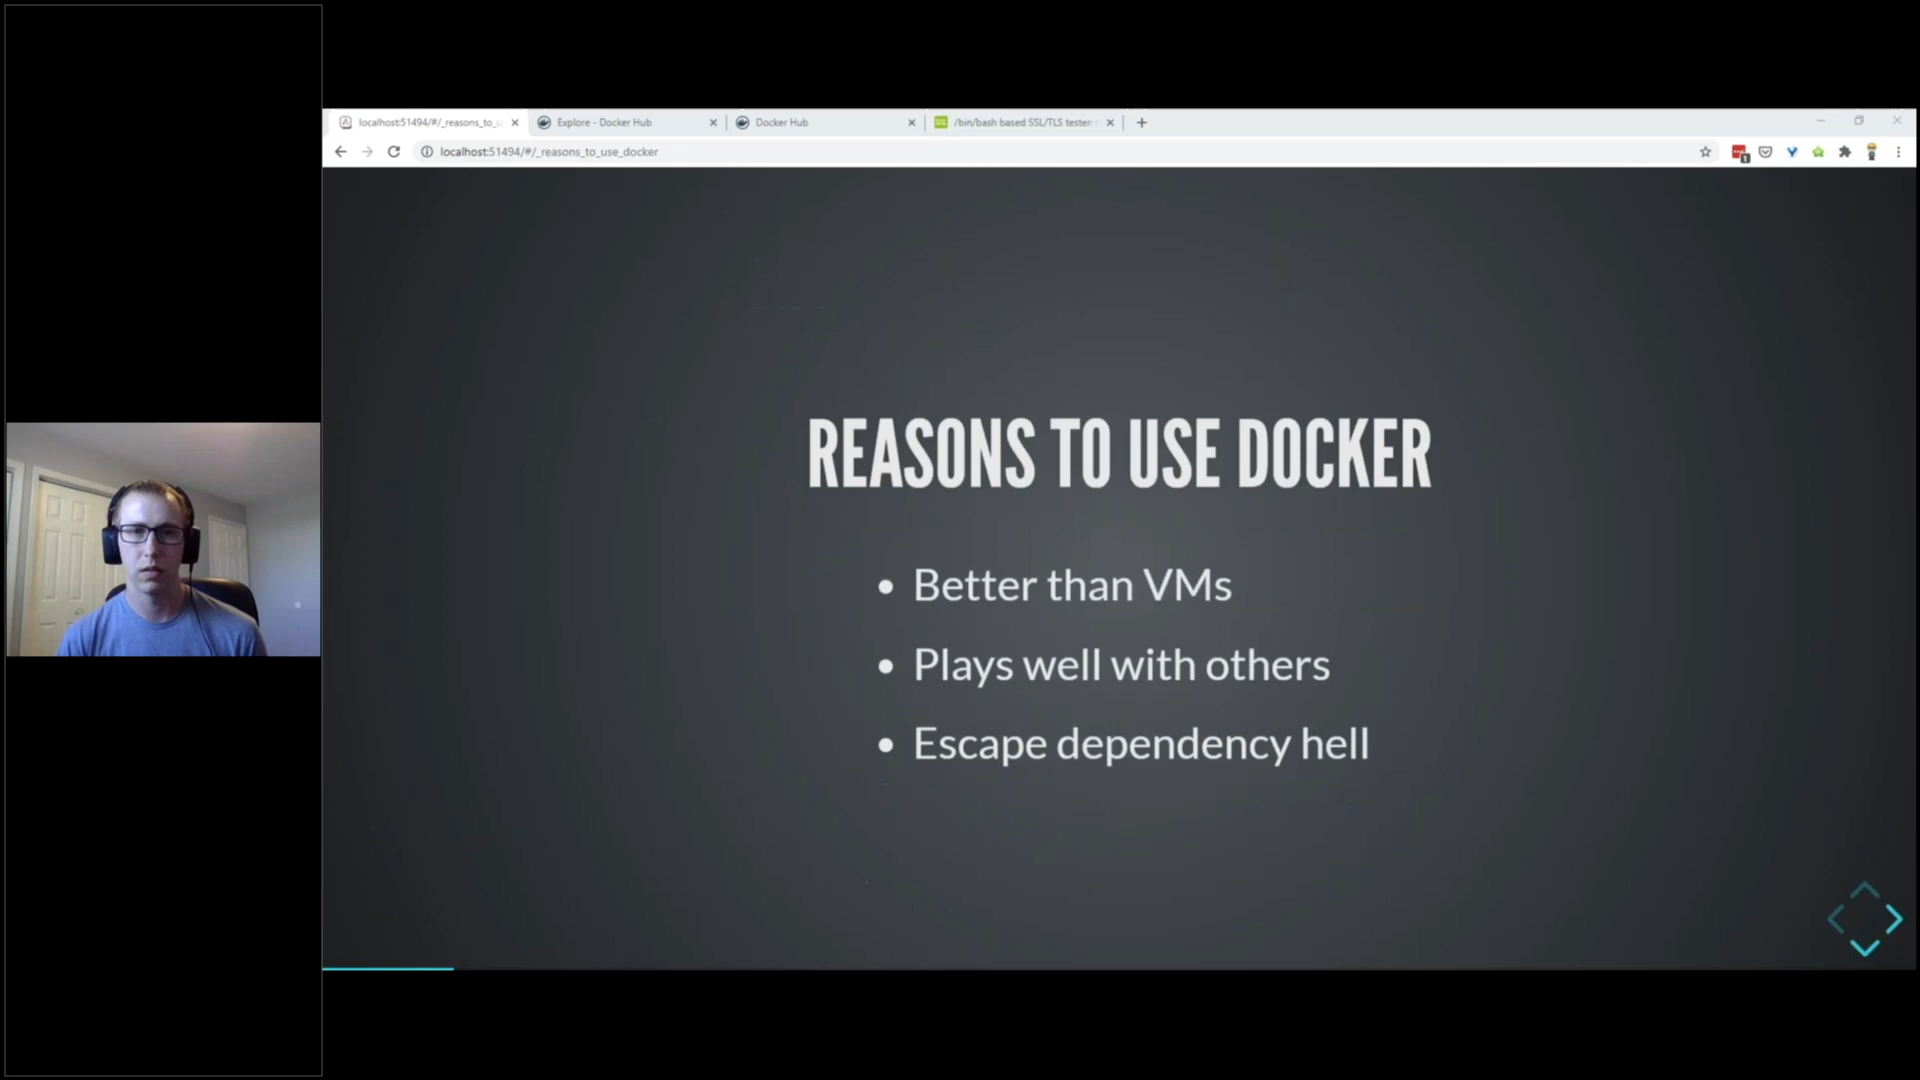 localhost:51494/#/_reasons_to_u
Explore - Docker Hub
Docker Hub
/bin/bash based SSL/TLS tester:
localhost:51494/#/_reasons_to_use_docker
1
REASONS TO USE DOCKER
• Better than VMs
• Plays well with others
• Escape dependency hell